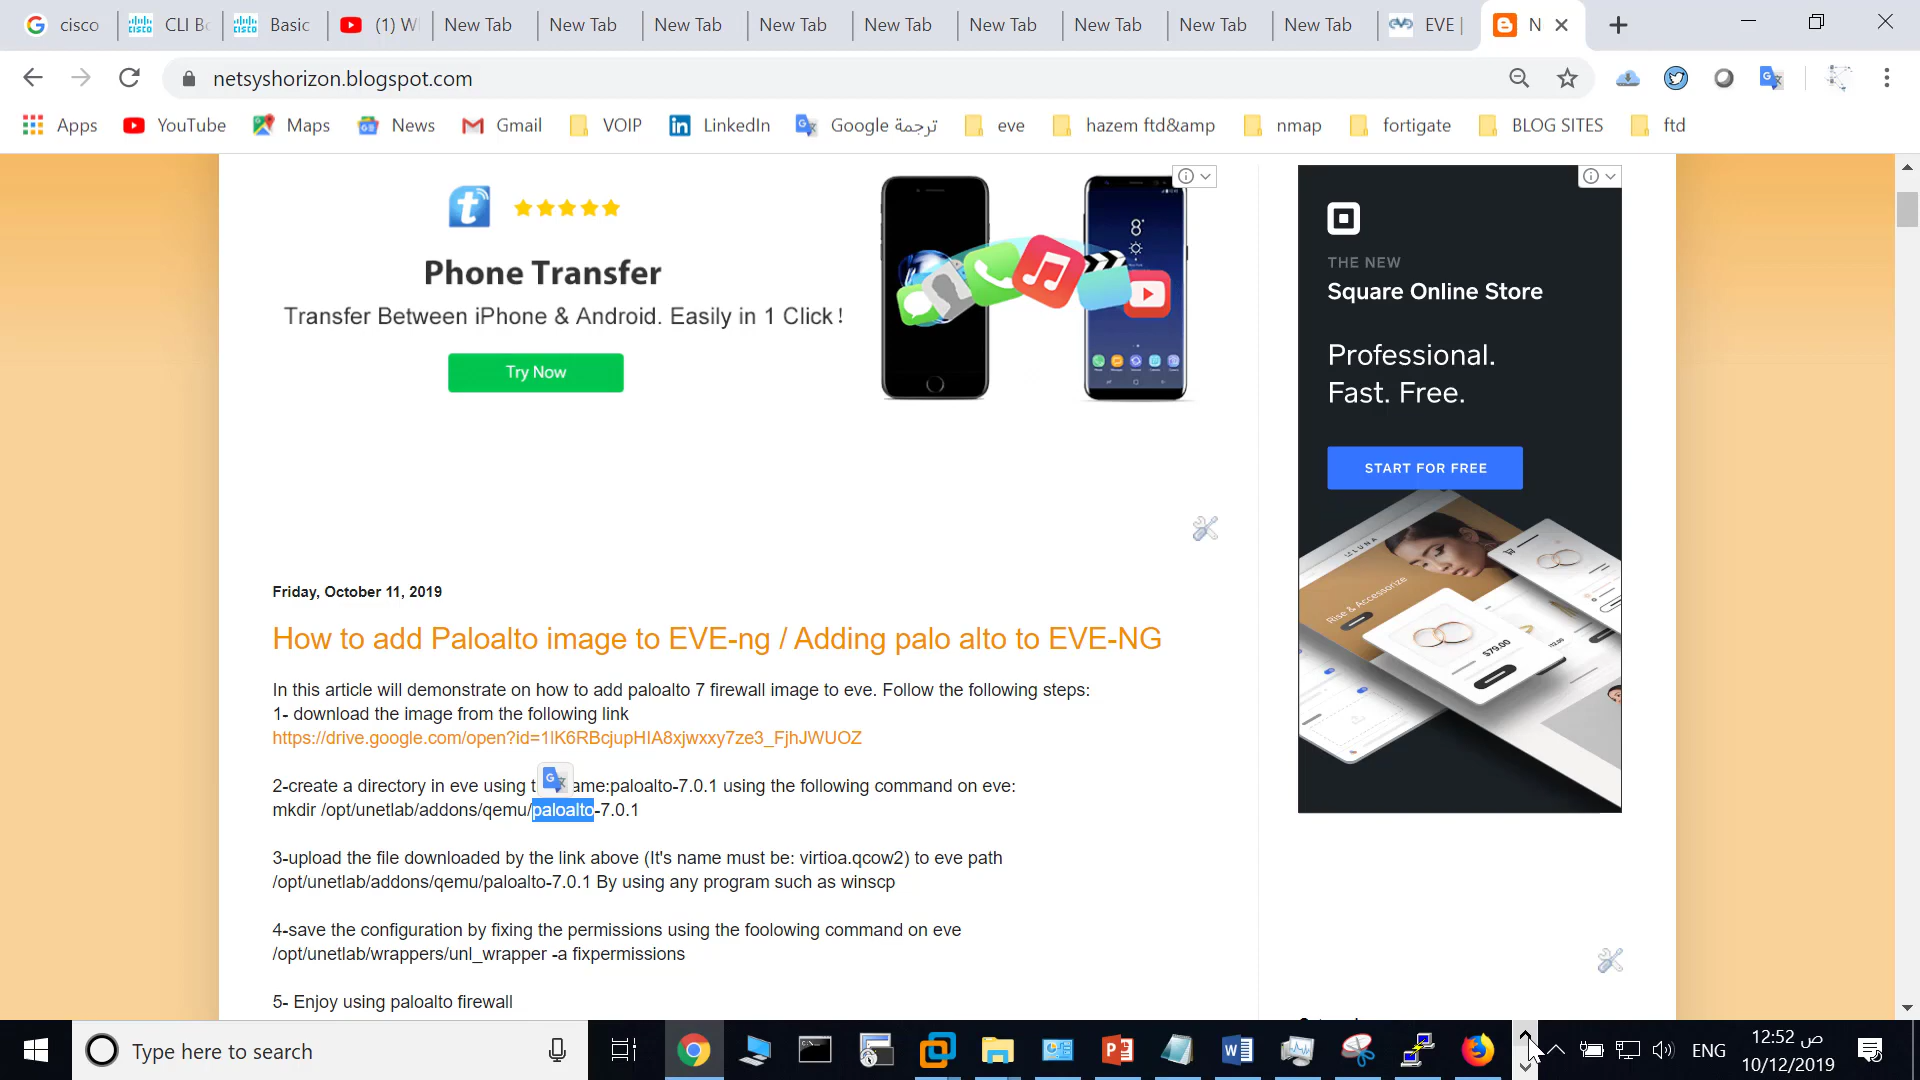 cisco
CLI Bo
Basic
(1) W
New Tab
New Tab
New Tab
New Tab
New Tab
New Tab
New Tab
New Tab
New Tab
EVE |
N
netsyshorizon.blogspot.com
Apps
YouTube
Maps
News
Gmail
VOIP
LinkedIn
ترجمة Google
eve
hazem ftd&amp
nmap
fortigate
BLOG SITES
ftd
Phone Transfer
Transfer Between iPhone & Android. Easily in 1 Click!
Try Now
THE NEW
Square Online Store
Professional.
Fast. Free.
START FOR FREE
LUNA
Rise & Accessorize
$79.00
Friday, October 11, 2019
How to add Paloalto image to EVE-ng / Adding palo alto to EVE-NG
In this article will demonstrate on how to add paloalto 7 firewall image to eve. Follow the following steps:
1- download the image from the following link
https://drive.google.com/open?id=1lK6RBcjupHIA8xjwxxy7ze3_FjhJWUOZ
2-create a directory in eve using t ame:paloalto-7.0.1 using the following command on eve:
mkdir /opt/unetlab/addons/qemu/paloalto-7.0.1
3-upload the file downloaded by the link above (It's name must be: virtioa.qcow2) to eve path
/opt/unetlab/addons/qemu/paloalto-7.0.1 By using any program such as winscp
4-save the configuration by fixing the permissions using the foolowing command on eve
/opt/unetlab/wrappers/unl_wrapper -a fixpermissions
5- Enjoy using paloalto firewall
Type here to search
ENG
12:52 ص
10/12/2019